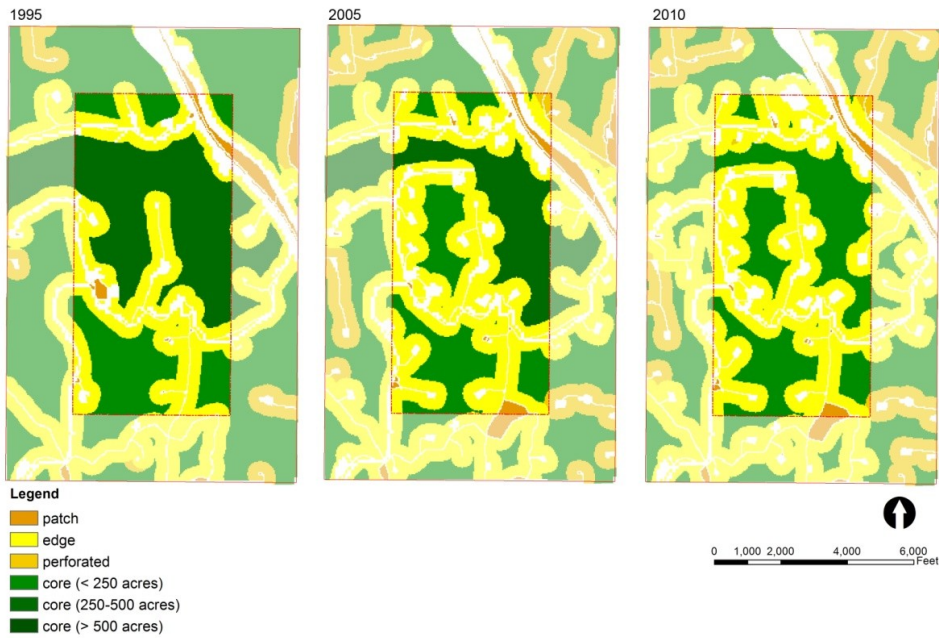 1995
2005
2010
Legend
patch
edge
perforated
core (< 250 acres)
core (250-500 acres)
core (> 500 acres)
0 1,000 2,000 4,000 6,000
Feet